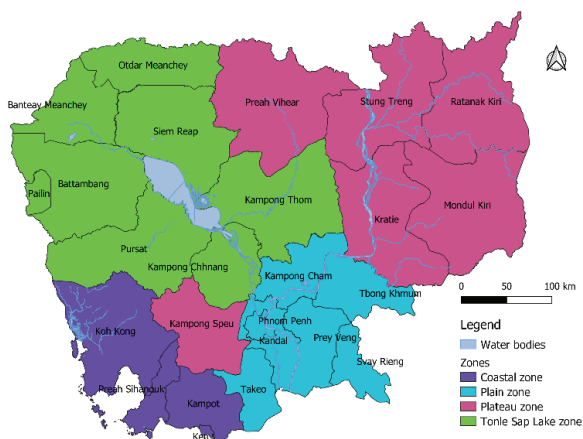 Otdar Meanchey
Banteay Meanchey
Preah Vihear
Stung Treng
Ratanak Kiri
Siem Reap
Battambang
Pailin
Kampong Thom
Mondul Kiri
Kratie
Pursat
Kampong Chhnang
Kampong Cham
Tbong Khmum
Koh Kong
Kampong Speu
Phnom Penh
Kandal
Prey Veng
Svay Rieng
Preah Sihanouk
Kampot
Takeo
0 50 100 km
Legend
Water bodies
Zones
Coastal zone
Plain zone
Plateau zone
Tonle Sap Lake zone